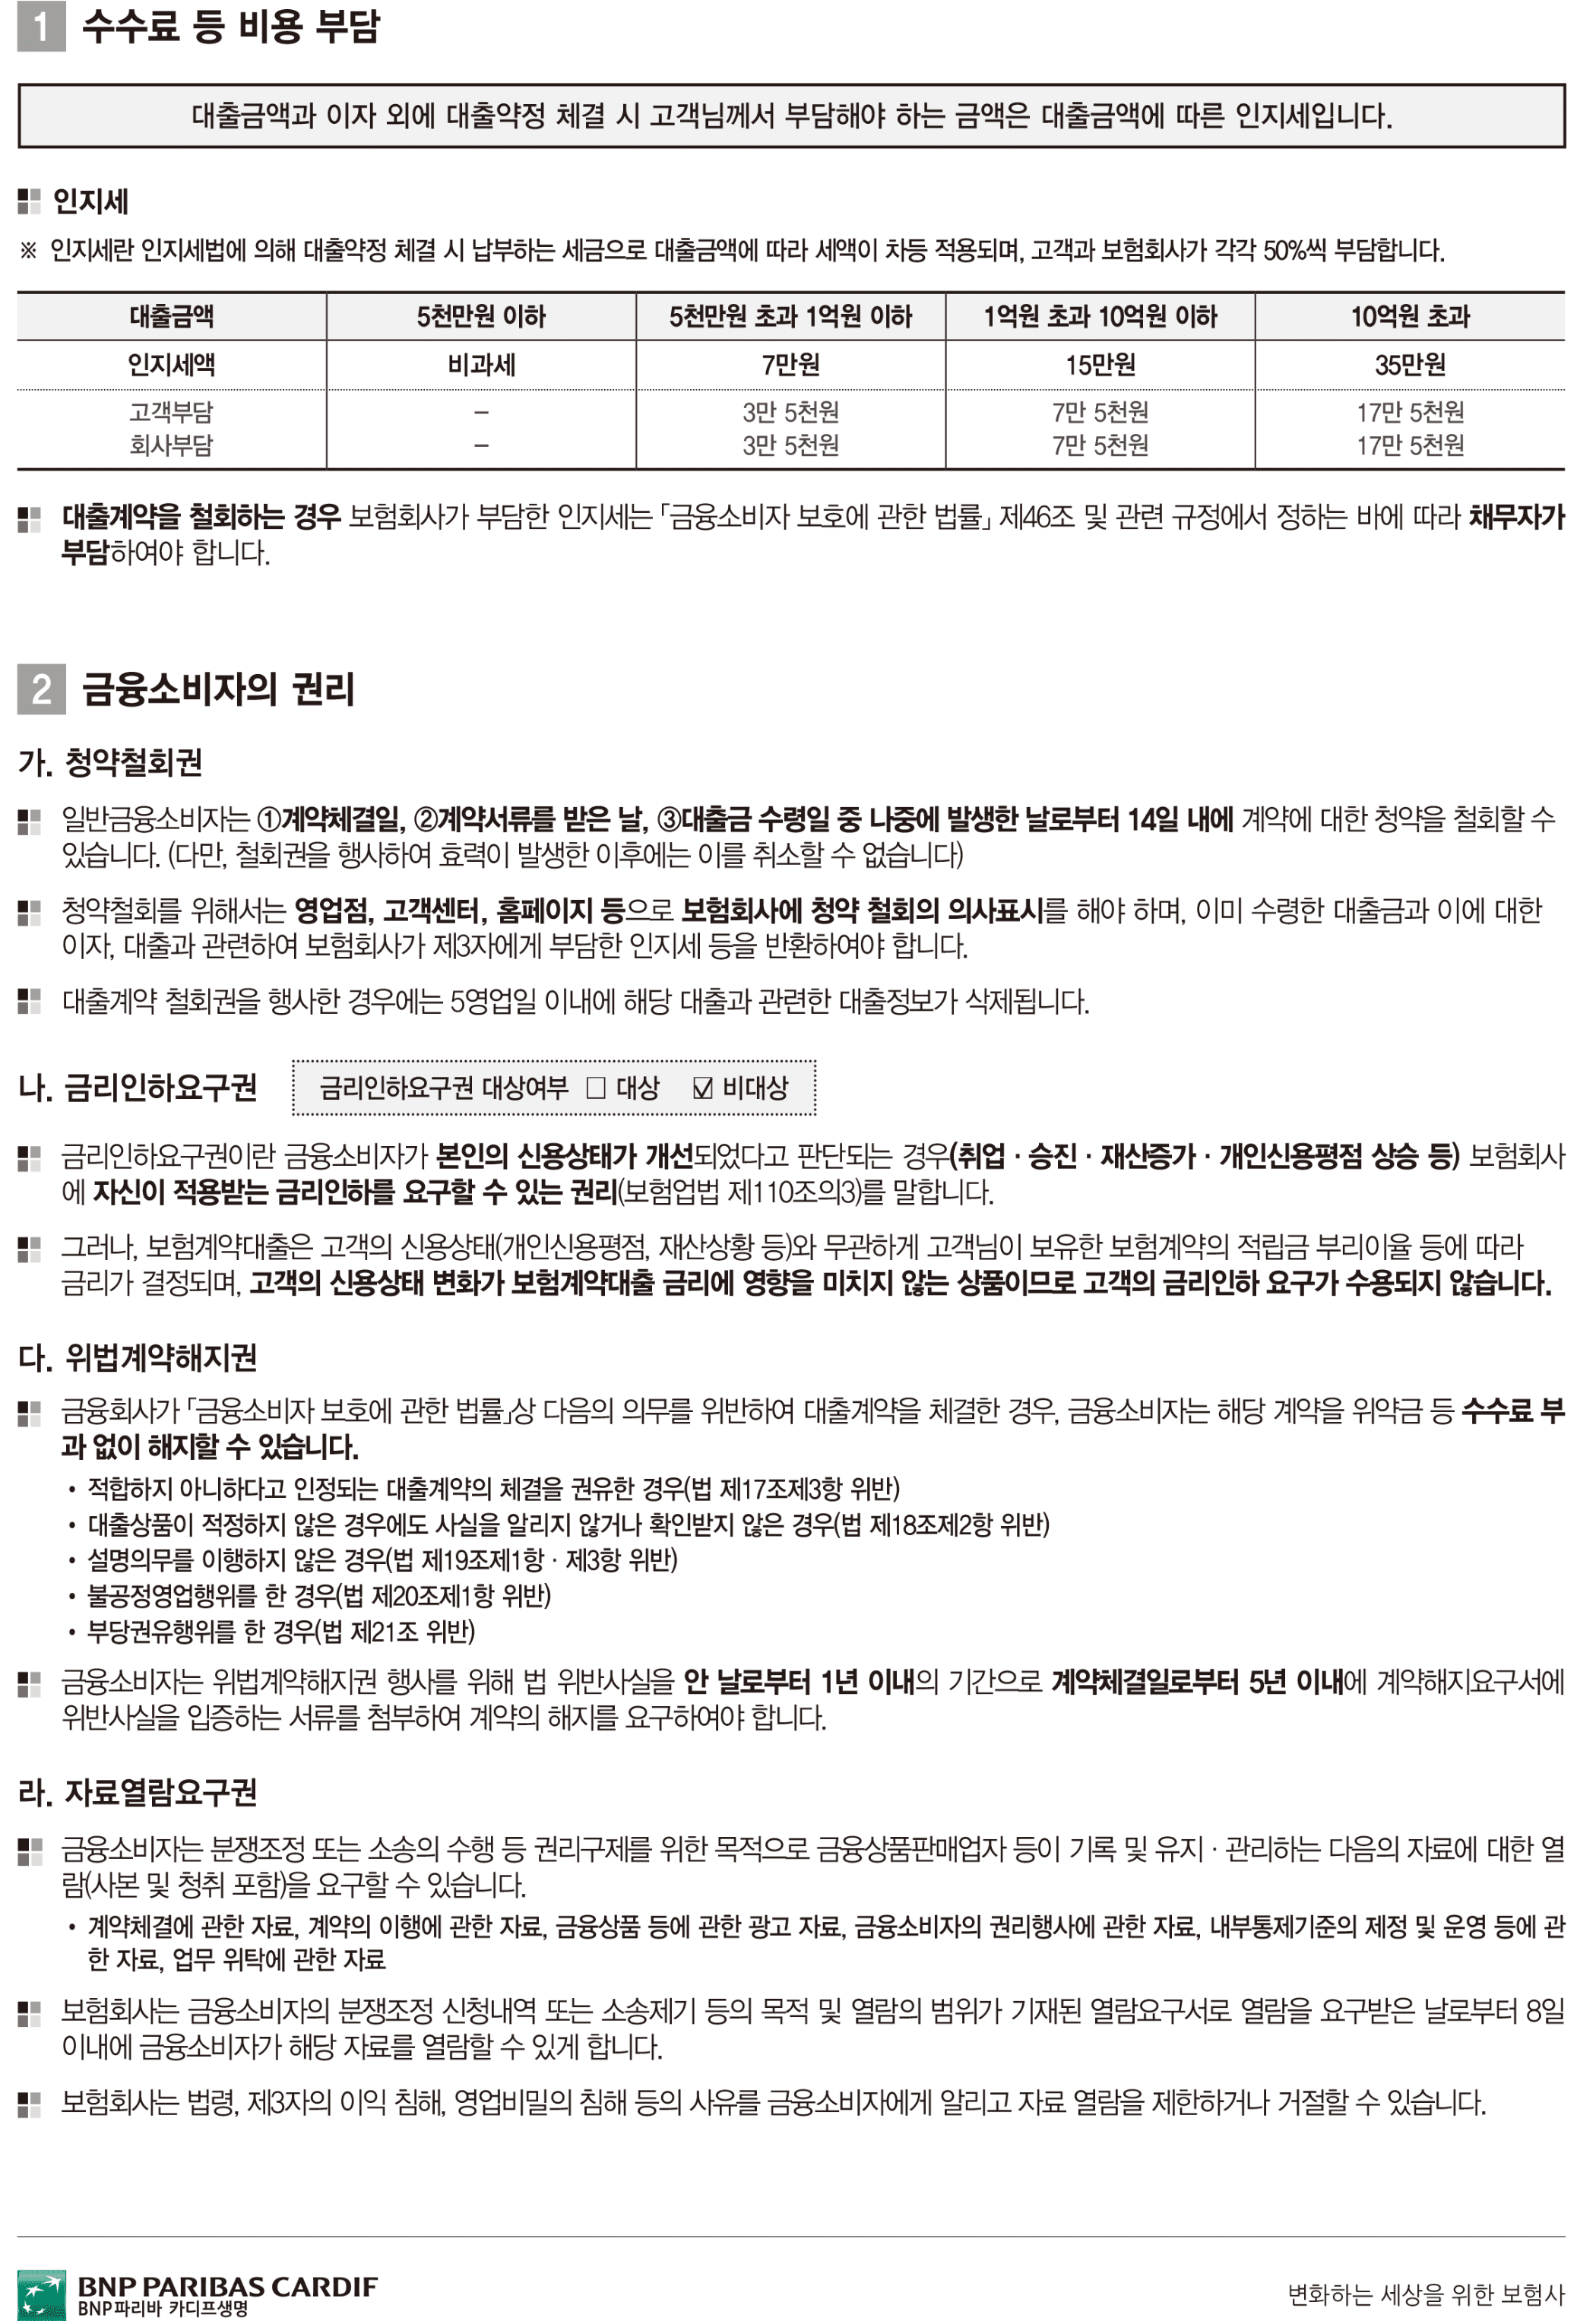 1 수수료 등 비용 부담
대출금액과 이자 외에 대출약정 체결 시 고객님께서 부담해야 하는 금액은 대출금액에 따른 인지세입니다.
인지세
※ 인지세란 인지세법에 의해 대출약정 체결 시 납부하는 세금으로 대출금액에 따라 세액이 차등 적용되며, 고객과 보험회사가 각각 50%씩 부담합니다.
대출금액 5천만원 이하 5천만원 초과 1억원 이하 1억원 초과 10억원 이하 10억원 초과
인지세액 비과세 7만원 15만원 35만원
고객부담 – 3만 5천원 7만 5천원 17만 5천원
회사부담 – 3만 5천원 7만 5천원 17만 5천원
대출계약을 철회하는 경우 보험회사가 부담한 인지세는 「금융소비자 보호에 관한 법률」 제46조 및 관련 규정에서 정하는 바에 따라 채무자가
부담하여야 합니다.
2 금융소비자의 권리
가. 청약철회권
일반금융소비자는 ①계약체결일, ②계약서류를 받은 날, ③대출금 수령일 중 나중에 발생한 날로부터 14일 내에 계약에 대한 청약을 철회할 수
있습니다. (다만, 철회권을 행사하여 효력이 발생한 이후에는 이를 취소할 수 없습니다)
청약철회를 위해서는 영업점, 고객센터, 홈페이지 등으로 보험회사에 청약 철회의 의사표시를 해야 하며, 이미 수령한 대출금과 이에 대한
이자, 대출과 관련하여 보험회사가 제3자에게 부담한 인지세 등을 반환하여야 합니다.
대출계약 철회권을 행사한 경우에는 5영업일 이내에 해당 대출과 관련한 대출정보가 삭제됩니다.
나. 금리인하요구권 금리인하요구권 대상여부 □ 대상 ☑ 비대상
금리인하요구권이란 금융소비자가 본인의 신용상태가 개선되었다고 판단되는 경우(취업 · 승진 · 재산증가 · 개인신용평점 상승 등) 보험회사
에 자신이 적용받는 금리인하를 요구할 수 있는 권리(보험업법 제110조의3)를 말합니다.
그러나, 보험계약대출은 고객의 신용상태(개인신용평점, 재산상황 등)와 무관하게 고객님이 보유한 보험계약의 적립금 부리이율 등에 따라
금리가 결정되며, 고객의 신용상태 변화가 보험계약대출 금리에 영향을 미치지 않는 상품이므로 고객의 금리인하 요구가 수용되지 않습니다.
다. 위법계약해지권
금융회사가 「금융소비자 보호에 관한 법률」상 다음의 의무를 위반하여 대출계약을 체결한 경우, 금융소비자는 해당 계약을 위약금 등 수수료 부
과 없이 해지할 수 있습니다.
• 적합하지 아니하다고 인정되는 대출계약의 체결을 권유한 경우(법 제17조제3항 위반)
• 대출상품이 적정하지 않은 경우에도 사실을 알리지 않거나 확인받지 않은 경우(법 제18조제2항 위반)
• 설명의무를 이행하지 않은 경우(법 제19조제1항 · 제3항 위반)
• 불공정영업행위를 한 경우(법 제20조제1항 위반)
• 부당권유행위를 한 경우(법 제21조 위반)
금융소비자는 위법계약해지권 행사를 위해 법 위반사실을 안 날로부터 1년 이내의 기간으로 계약체결일로부터 5년 이내에 계약해지요구서에
위반사실을 입증하는 서류를 첨부하여 계약의 해지를 요구하여야 합니다.
라. 자료열람요구권
금융소비자는 분쟁조정 또는 소송의 수행 등 권리구제를 위한 목적으로 금융상품판매업자 등이 기록 및 유지 · 관리하는 다음의 자료에 대한 열
람(사본 및 청취 포함)을 요구할 수 있습니다.
• 계약체결에 관한 자료, 계약의 이행에 관한 자료, 금융상품 등에 관한 광고 자료, 금융소비자의 권리행사에 관한 자료, 내부통제기준의 제정 및 운영 등에 관
한 자료, 업무 위탁에 관한 자료
보험회사는 금융소비자의 분쟁조정 신청내역 또는 소송제기 등의 목적 및 열람의 범위가 기재된 열람요구서로 열람을 요구받은 날로부터 8일
이내에 금융소비자가 해당 자료를 열람할 수 있게 합니다.
보험회사는 법령, 제3자의 이익 침해, 영업비밀의 침해 등의 사유를 금융소비자에게 알리고 자료 열람을 제한하거나 거절할 수 있습니다.
BNP PARIBAS CARDIF
BNP파리바 카디프생명
변화하는 세상을 위한 보험사